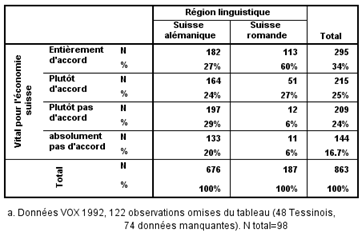 Région linguistique
Suisse alémanique Suisse romande Total
Vital pour l'économie suisse
Entièrement d'accord N 182 113 295
% 27% 60% 34%
Plutôt d'accord N 164 51 215
% 24% 27% 25%
Plutôt pas d'accord N 197 12 209
% 29% 6% 24%
absolument pas d'accord N 133 11 144
% 20% 6% 16.7%
Total N 676 187 863
% 100% 100% 100%
a. Données VOX 1992, 122 observations omises du tableau (48 Tessinois,
74 données manquantes). N total=98